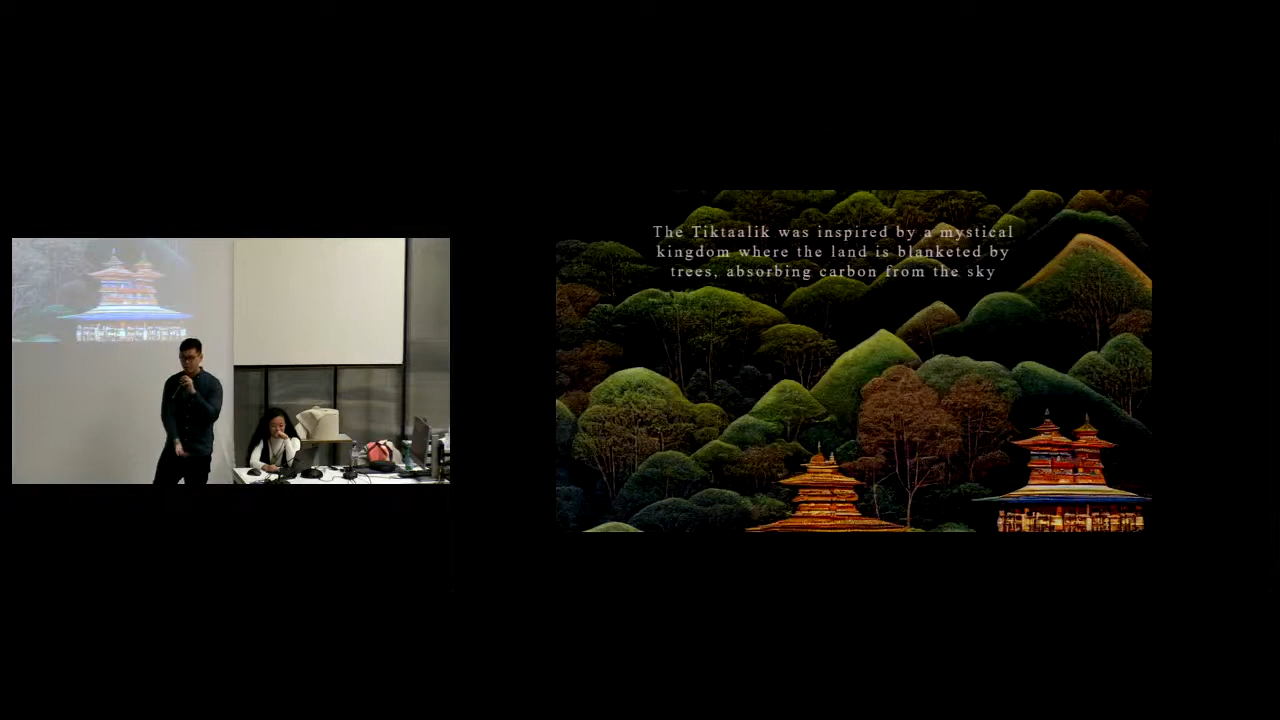 The Tiktaalik was inspired by a mystical
kingdom where the land is blanketed by
trees, absorbing carbon from the sky